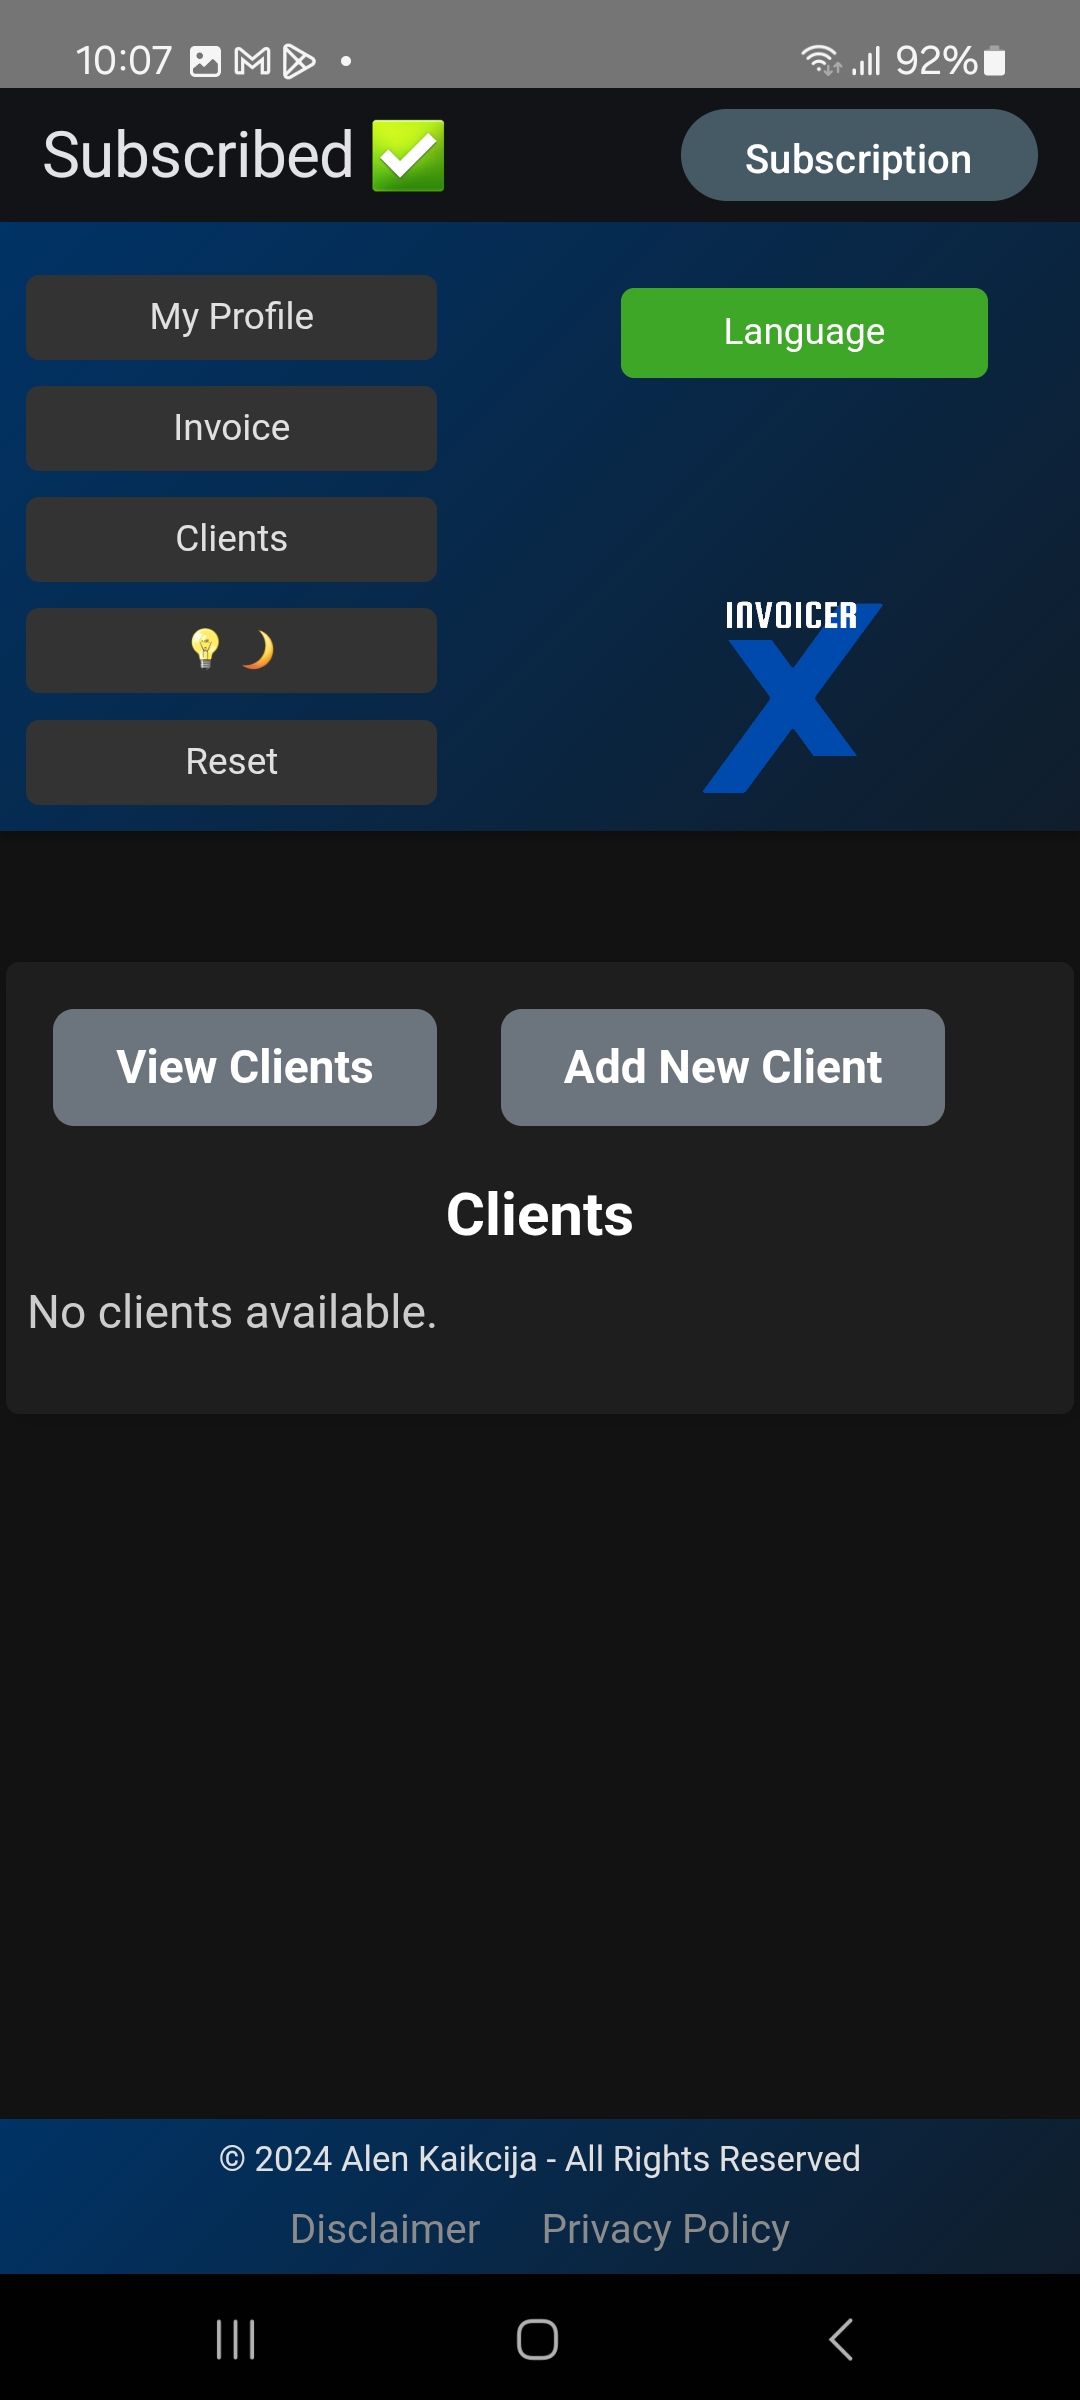 10:07
92%
Subscribed ✅
Subscription
My Profile
Language
Invoice
Clients
💡 🌙
Reset
INVOICER
X
View Clients
Add New Client
Clients
No clients available.
© 2024 Alen Kaikcija - All Rights Reserved
Disclaimer Privacy Policy